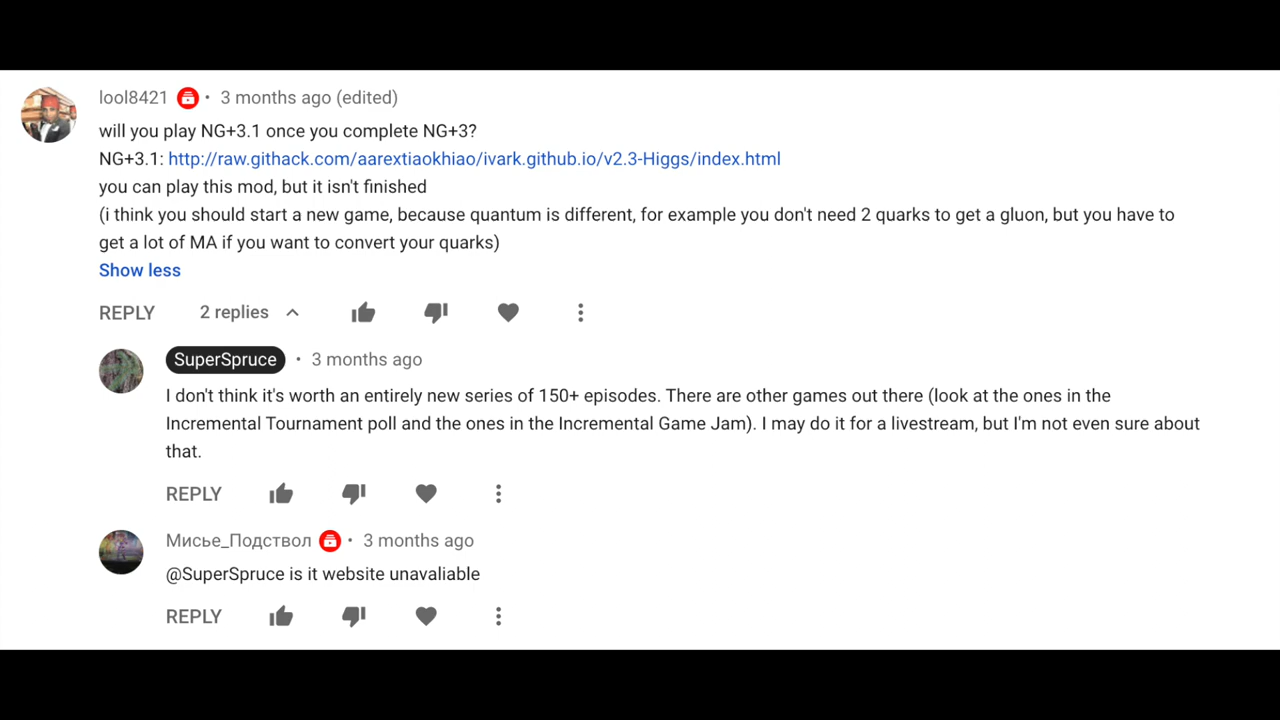 lool8421 • 3 months ago (edited)
will you play NG+3.1 once you complete NG+3?
NG+3.1: http://raw.githack.com/aarextiaokhiao/ivark.github.io/v2.3-Higgs/index.html
you can play this mod, but it isn't finished
(i think you should start a new game, because quantum is different, for example you don't need 2 quarks to get a gluon, but you have to
get a lot of MA if you want to convert your quarks)
Show less
REPLY 2 replies
SuperSpruce • 3 months ago
I don't think it's worth an entirely new series of 150+ episodes. There are other games out there (look at the ones in the
Incremental Tournament poll and the ones in the Incremental Game Jam). I may do it for a livestream, but I'm not even sure about
that.
REPLY
Мисье_Подствол • 3 months ago
@SuperSpruce is it website unavaliable
REPLY